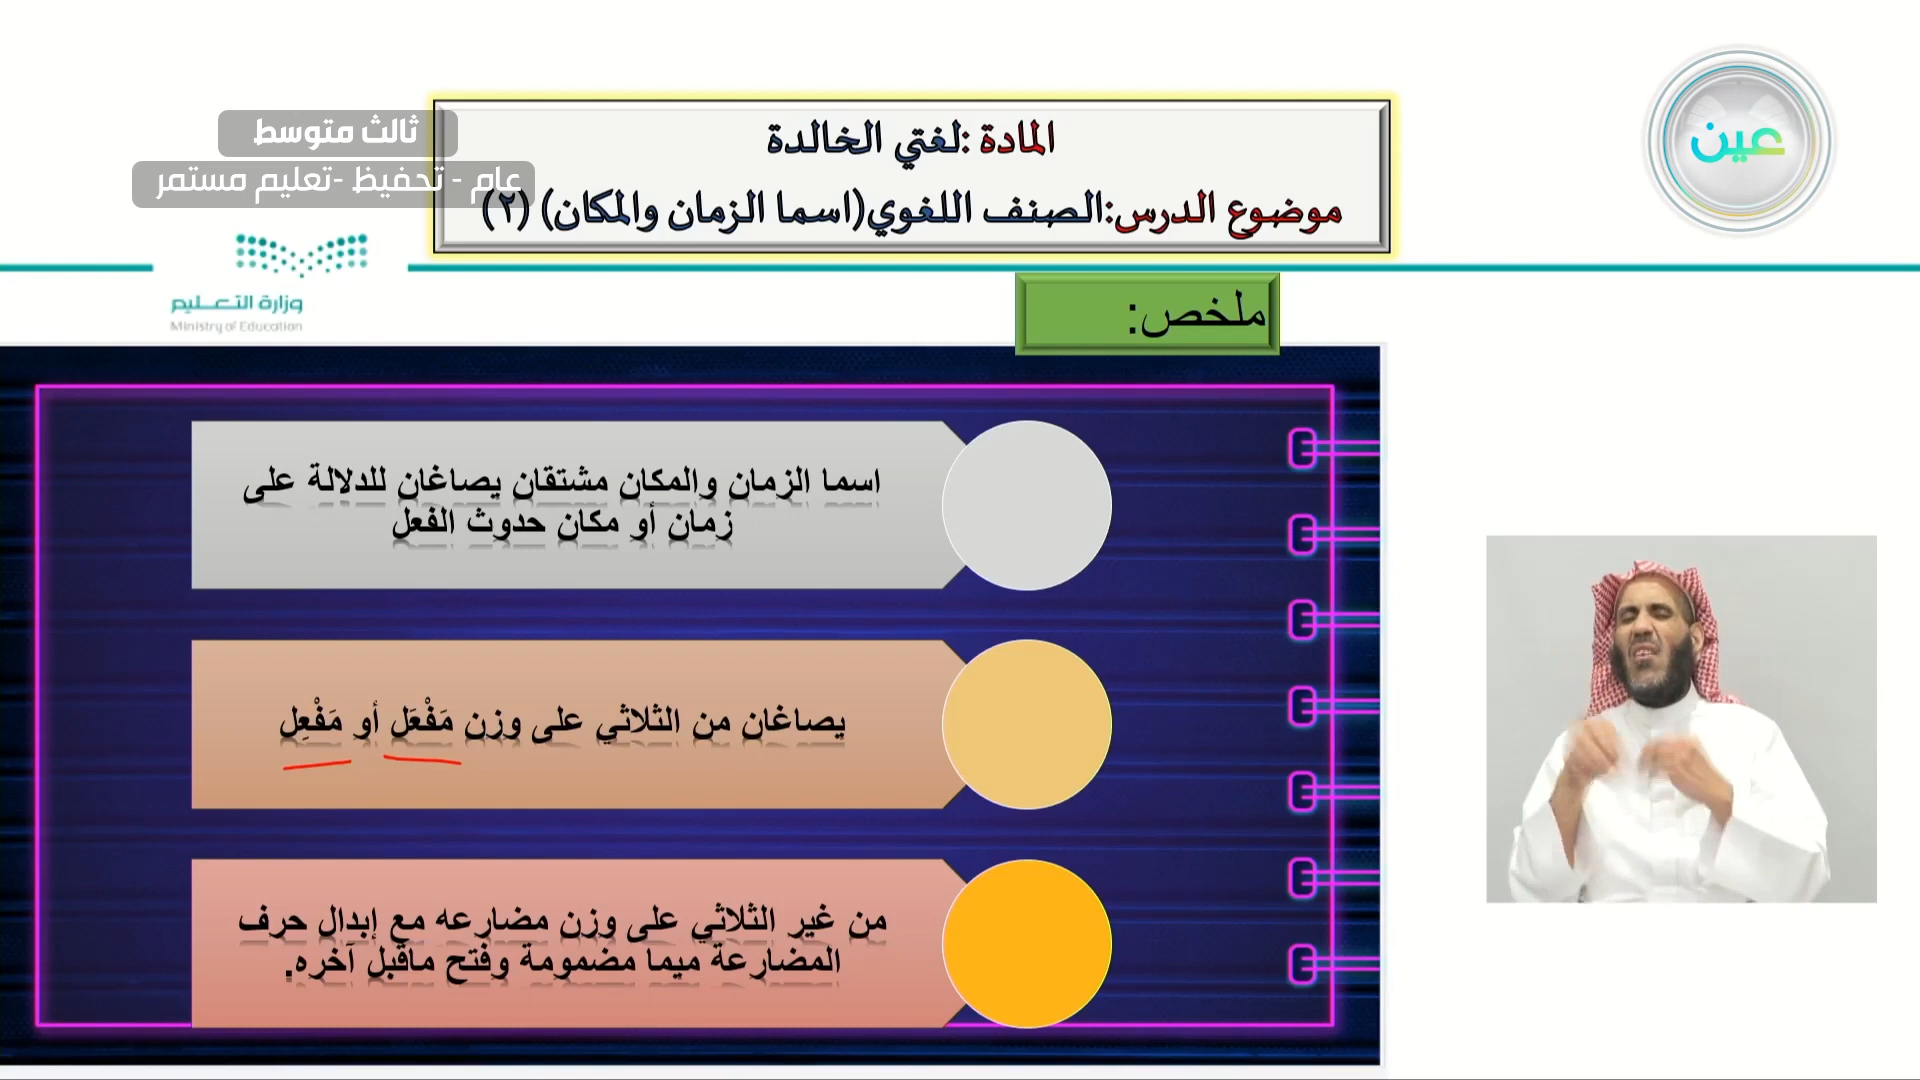 عين
ثالث متوسط
عام - تحفيظ -تعليم مستمر
المادة :لغتي الخالدة
موضوع الدرس:الصنف اللغوي(اسما الزمان والمكان) (٢)
وزارة التعليم
Ministry of Education
ملخص:
اسما الزمان والمكان مشتقان يصاغان للدلالة على
زمان أو مكان حدوث الفعل
يصاغان من الثلاثي على وزن مَفْعَل أو مَفْعِل
من غير الثلاثي على وزن مضارعه مع إبدال حرف
المضارعة ميما مضمومة وفتح ماقبل آخره.